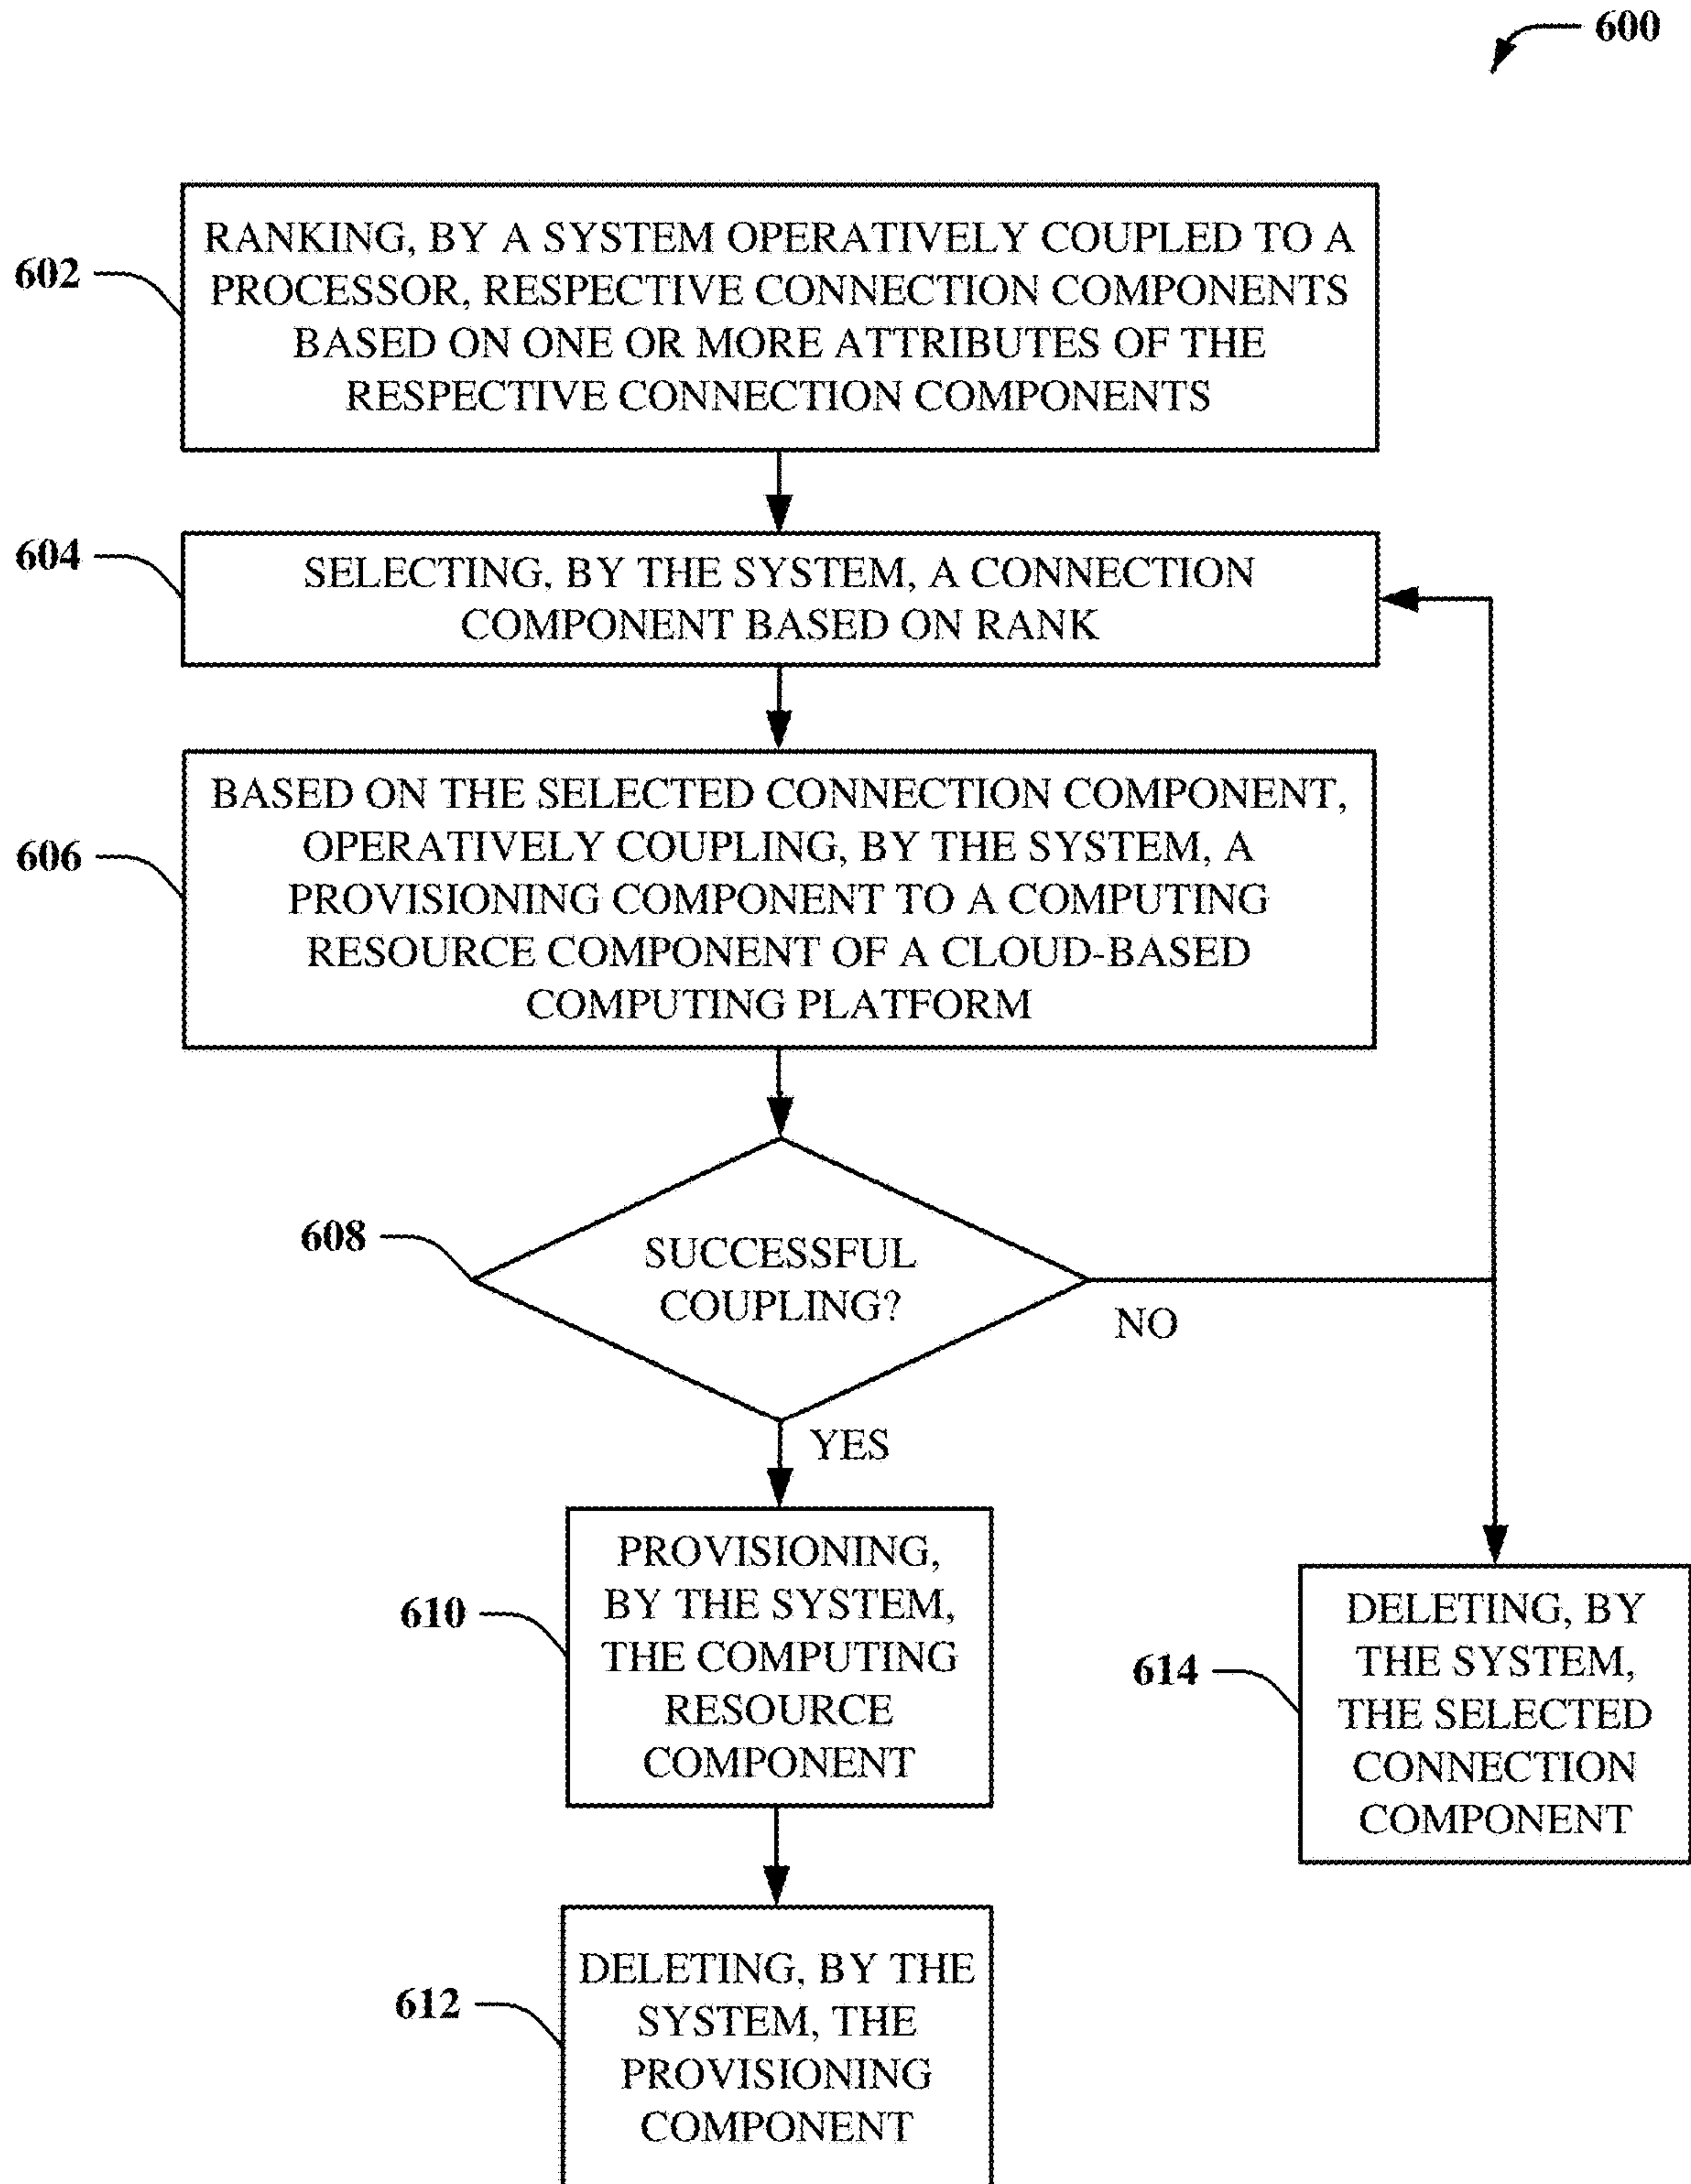 600
602
RANKING, BY A SYSTEM OPERATIVELY COUPLED TO A
PROCESSOR, RESPECTIVE CONNECTION COMPONENTS
BASED ON ONE OR MORE ATTRIBUTES OF THE
RESPECTIVE CONNECTION COMPONENTS
604
SELECTING, BY THE SYSTEM, A CONNECTION
COMPONENT BASED ON RANK
606
BASED ON THE SELECTED CONNECTION COMPONENT,
OPERATIVELY COUPLING, BY THE SYSTEM, A
PROVISIONING COMPONENT TO A COMPUTING
RESOURCE COMPONENT OF A CLOUD-BASED
COMPUTING PLATFORM
608
SUCCESSFUL
COUPLING?
NO
YES
610
PROVISIONING,
BY THE SYSTEM,
THE COMPUTING
RESOURCE
COMPONENT
614
DELETING, BY
THE SYSTEM,
THE SELECTED
CONNECTION
COMPONENT
612
DELETING, BY THE
SYSTEM, THE
PROVISIONING
COMPONENT